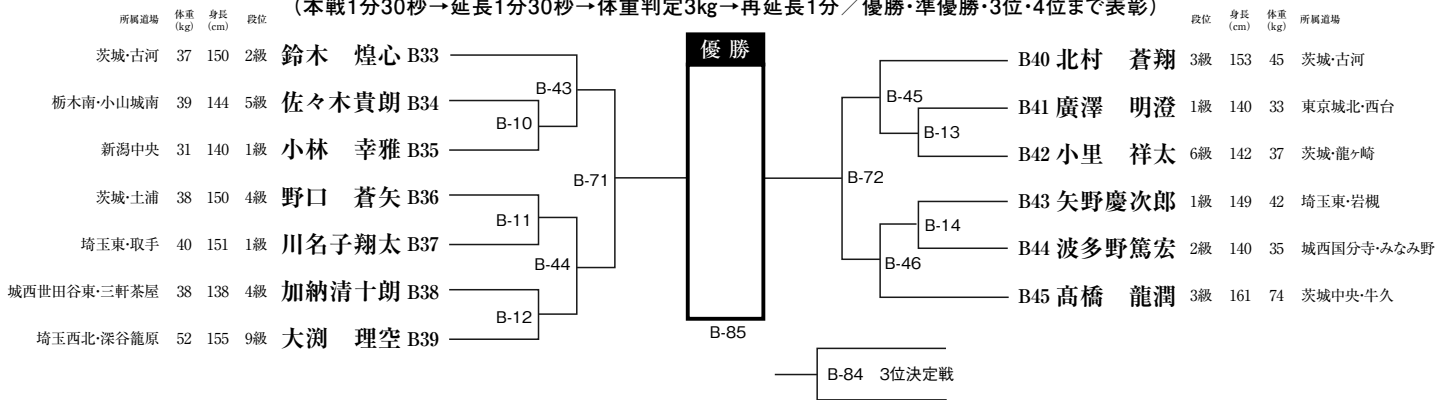 （本戦1分30秒→延長1分30秒→体重判定3kg→再延長1分／優勝・準優勝・3位・4位まで表彰）
所属道場 体重(kg) 身長(cm) 段位
茨城・古河 37 150 2級 鈴木 煌心 B33
栃木南・小山城南 39 144 5級 佐々木貴朗 B34
新潟中央 31 140 1級 小林 幸雅 B35
茨城・土浦 38 150 4級 野口 蒼矢 B36
埼玉東・取手 40 151 1級 川名子翔太 B37
城西世田谷東・三軒茶屋 38 138 4級 加納清十朗 B38
埼玉西北・深谷籠原 52 155 9級 大渕 理空 B39
B-43
B-10
B-71
B-11
B-44
B-12
優勝
B-85
段位 身長(cm) 体重(kg) 所属道場
B40 北村 蒼翔 3級 153 45 茨城・古河
B41 廣澤 明澄 1級 140 33 東京城北・西台
B42 小里 祥太 6級 142 37 茨城・龍ヶ崎
B43 矢野慶次郎 1級 149 42 埼玉東・岩槻
B44 波多野篤宏 2級 140 35 城西国分寺・みなみ野
B45 髙橋 龍潤 3級 161 74 茨城中央・牛久
B-45
B-13
B-72
B-14
B-46
B-84 3位決定戦